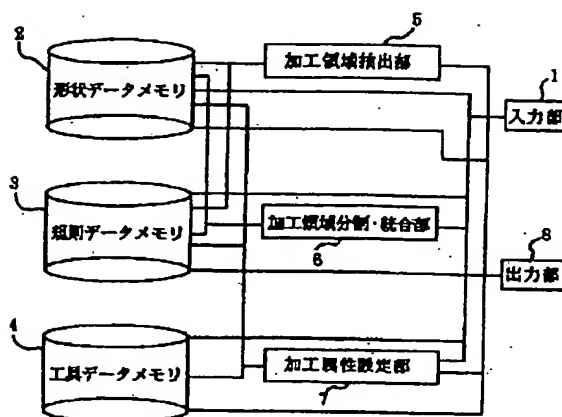 2
形状データメモリ
5
加工領域抽出部
1
入力部
3
規則データメモリ
加工領域分割・統合部
6
8
出力部
4
工具データメモリ
加工属性設定部
7